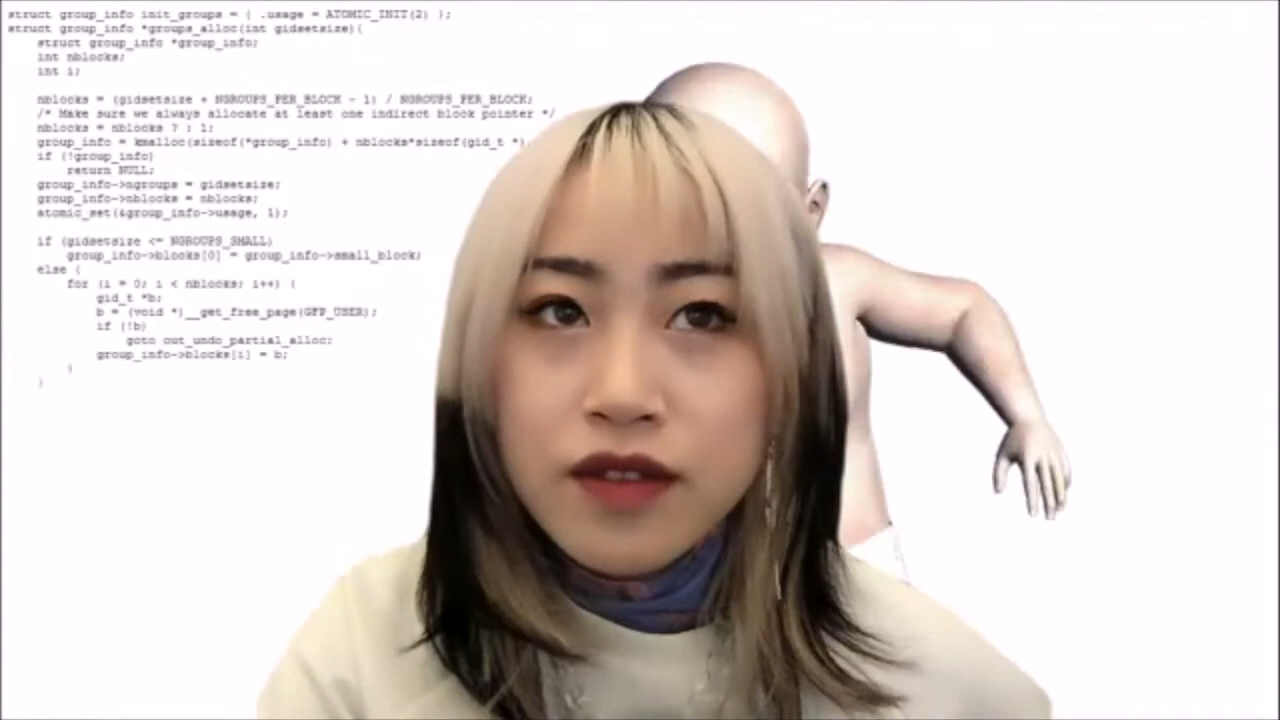 struct group_info init_groups = { .usage = ATOMIC_INIT(2) };
struct group_info *groups_alloc(int gidsetsize){
struct group_info *group_info;
int nblocks;
int i;
nblocks = (gidsetsize + NGROUPS_PER_BLOCK - 1) / NGROUPS_PER_BLOCK;
/* Make sure we always allocate at least one indirect block pointer */
nblocks = nblocks ? : 1;
group_info = kmalloc(sizeof(*group_info) + nblocks*sizeof(gid_t *)
if (!group_info)
return NULL;
group_info->ngroups = gidsetsize;
group_info->nblocks = nblocks;
atomic_set(&group_info->usage, 1);
if (gidsetsize <= NGROUPS_SMALL)
group_info->blocks[0] = group_info->small_block;
else {
for (i = 0; i < nblocks; i++) {
gid_t *b;
b = (void *)__get_free_page(GFP_USER);
if (!b)
goto out_undo_partial_alloc;
group_info->blocks[i] = b;
}
}